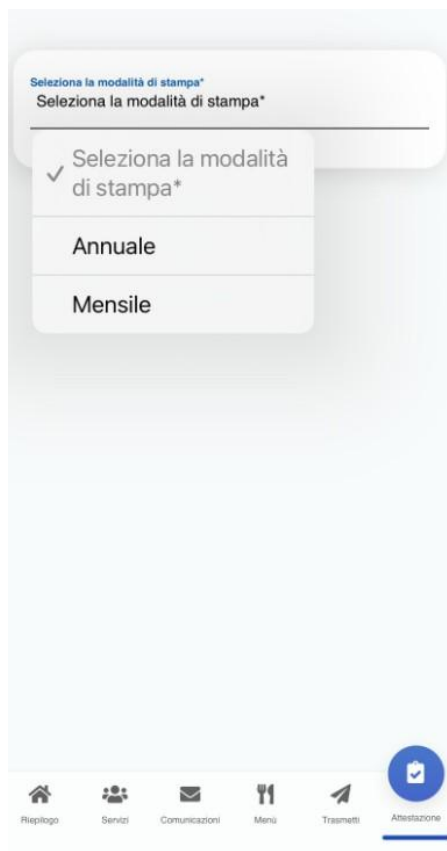 Seleziona la modalità di stampa*
Seleziona la modalità di stampa*
Seleziona la modalità
di stampa*
Annuale
Mensile
Riepilogo
Servizi
Comunicazioni
Menù
Trasmetti
Attestazione